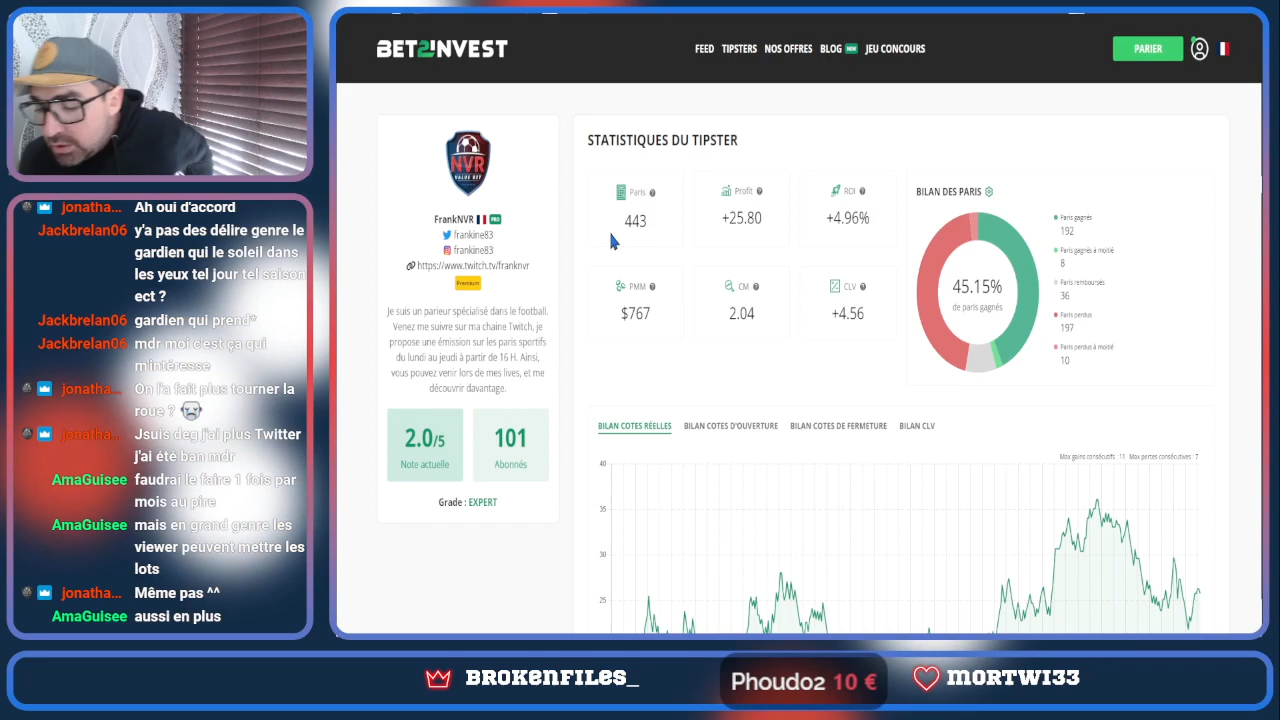 BET2INVEST
FEED TIPSTERS NOS OFFRES BLOG NEW JEU CONCOURS
PARIER
jonatha... Ah oui d'accord
Jackbrelan06 y'a pas des délire genre le
gardien qui le soleil dans
les yeux tel jour tel saison
ect ?
Jackbrelan06 gardien qui prend*
Jackbrelan06 mdr moi c'est ça qui
m'intéresse
jonatha... On l'a fait plus tourner la
roue ?
jonatha... Jsuis deg j'ai plus Twitter
j'ai été ban mdr
AmaGuisee faudrai le faire 1 fois par
mois au pire
AmaGuisee mais en grand genre les
viewer peuvent mettre les
lots
jonatha... Même pas ^^
AmaGuisee aussi en plus
NVR
VALUE BET
FrankNVR PRO
frankine83
frankine83
https://www.twitch.tv/franknvr
Premium
Je suis un parieur spécialisé dans le football.
Venez me suivre sur ma chaine Twitch, je
propose une émission sur les paris sportifs
du lundi au jeudi à partir de 16 H. Ainsi,
vous pouvez venir lors de mes lives, et me
découvrir davantage.
2.0/5
Note actuelle
101
Abonnés
Grade : EXPERT
STATISTIQUES DU TIPSTER
Paris
443
Profit
+25.80
ROI
+4.96%
PMM
$767
CM
2.04
CLV
+4.56
BILAN DES PARIS
45.15%
de paris gagnés
Paris gagnés
192
Paris gagnés à moitié
8
Paris remboursés
36
Paris perdus
197
Paris perdus à moitié
10
BILAN COTES RÉELLES BILAN COTES D'OUVERTURE BILAN COTES DE FERMETURE BILAN CLV
Max gains consécutifs : 11 Max pertes consécutives : 7
40
35
30
25
BROKENFILES_
Phoudo2 10 €
MORTWI33